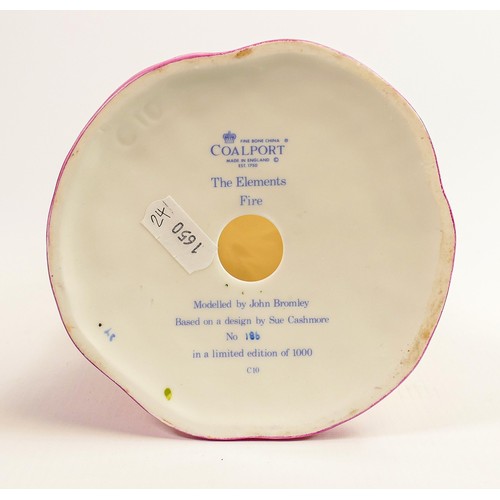 C10
FINE BONE CHINA ®
COALPORT
MADE IN ENGLAND ©
EST 1750
The Elements
Fire
24/
1650
Modelled by John Bromley
Based on a design by Sue Cashmore
No 186
in a limited edition of 1000
C10